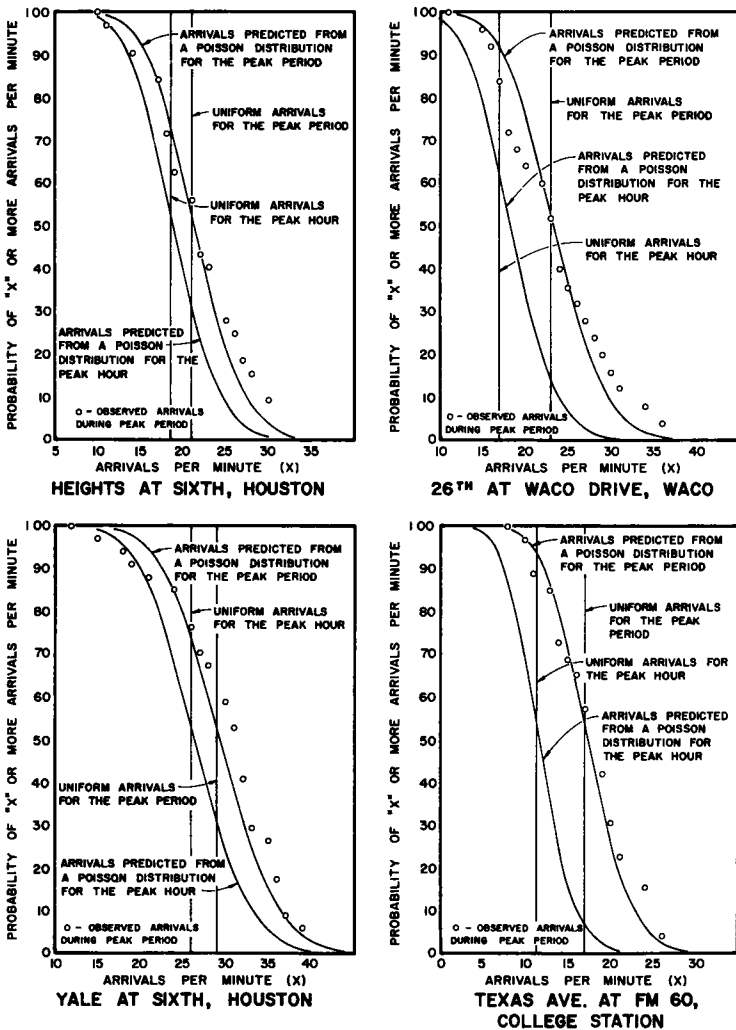 PROBABILITY OF "X" OR MORE ARRIVALS PER MINUTE
100
90
80
70
60
50
40
30
20
10
0
ARRIVALS PREDICTED FROM
A POISSON DISTRIBUTION
FOR THE PEAK PERIOD
UNIFORM ARRIVALS
FOR THE PEAK PERIOD
UNIFORM ARRIVALS
FOR THE PEAK HOUR
ARRIVALS PREDICTED
FROM A POISSON
DISTRIBUTION FOR THE
PEAK HOUR
o - OBSERVED ARRIVALS
DURING PEAK PERIOD
5 10 15 20 25 30 35
ARRIVALS PER MINUTE (X)
HEIGHTS AT SIXTH, HOUSTON
PROBABILITY OF "X" OR MORE ARRIVALS PER MINUTE
100
90
80
70
60
50
40
30
20
10
0
ARRIVALS PREDICTED FROM
A POISSON DISTRIBUTION
FOR THE PEAK PERIOD
UNIFORM ARRIVALS
FOR THE PEAK PERIOD
ARRIVALS PREDICTED
FROM A POISSON
DISTRIBUTION FOR THE
PEAK HOUR
UNIFORM ARRIVALS
FOR THE PEAK HOUR
o - OBSERVED ARRIVALS
DURING PEAK PERIOD
10 15 20 25 30 35 40
ARRIVALS PER MINUTE (X)
26TH AT WACO DRIVE, WACO
PROBABILITY OF "X" OR MORE ARRIVALS PER MINUTE
100
90
80
70
60
50
40
30
20
10
0
ARRIVALS PREDICTED FROM
A POISSON DISTRIBUTION
FOR THE PEAK PERIOD
UNIFORM ARRIVALS
FOR THE PEAK HOUR
UNIFORM ARRIVALS
FOR THE PEAK PERIOD
ARRIVALS PREDICTED FROM
A POISSON DISTRIBUTION
FOR THE PEAK HOUR
o - OBSERVED ARRIVALS
DURING PEAK PERIOD
10 15 20 25 30 35 40
ARRIVALS PER MINUTE (X)
YALE AT SIXTH, HOUSTON
PROBABILITY OF "X" OR MORE ARRIVALS PER MINUTE
100
90
80
70
60
50
40
30
20
10
0
ARRIVALS PREDICTED FROM
A POISSON DISTRIBUTION
FOR THE PEAK PERIOD
UNIFORM ARRIVALS
FOR THE PEAK
PERIOD
UNIFORM ARRIVALS FOR
THE PEAK HOUR
ARRIVALS PREDICTED
FROM A POISSON
DISTRIBUTION FOR
THE PEAK HOUR
o - OBSERVED ARRIVALS
DURING PEAK PERIOD
0 5 10 15 20 25 30
ARRIVALS PER MINUTE (X)
TEXAS AVE. AT FM 60,
COLLEGE STATION